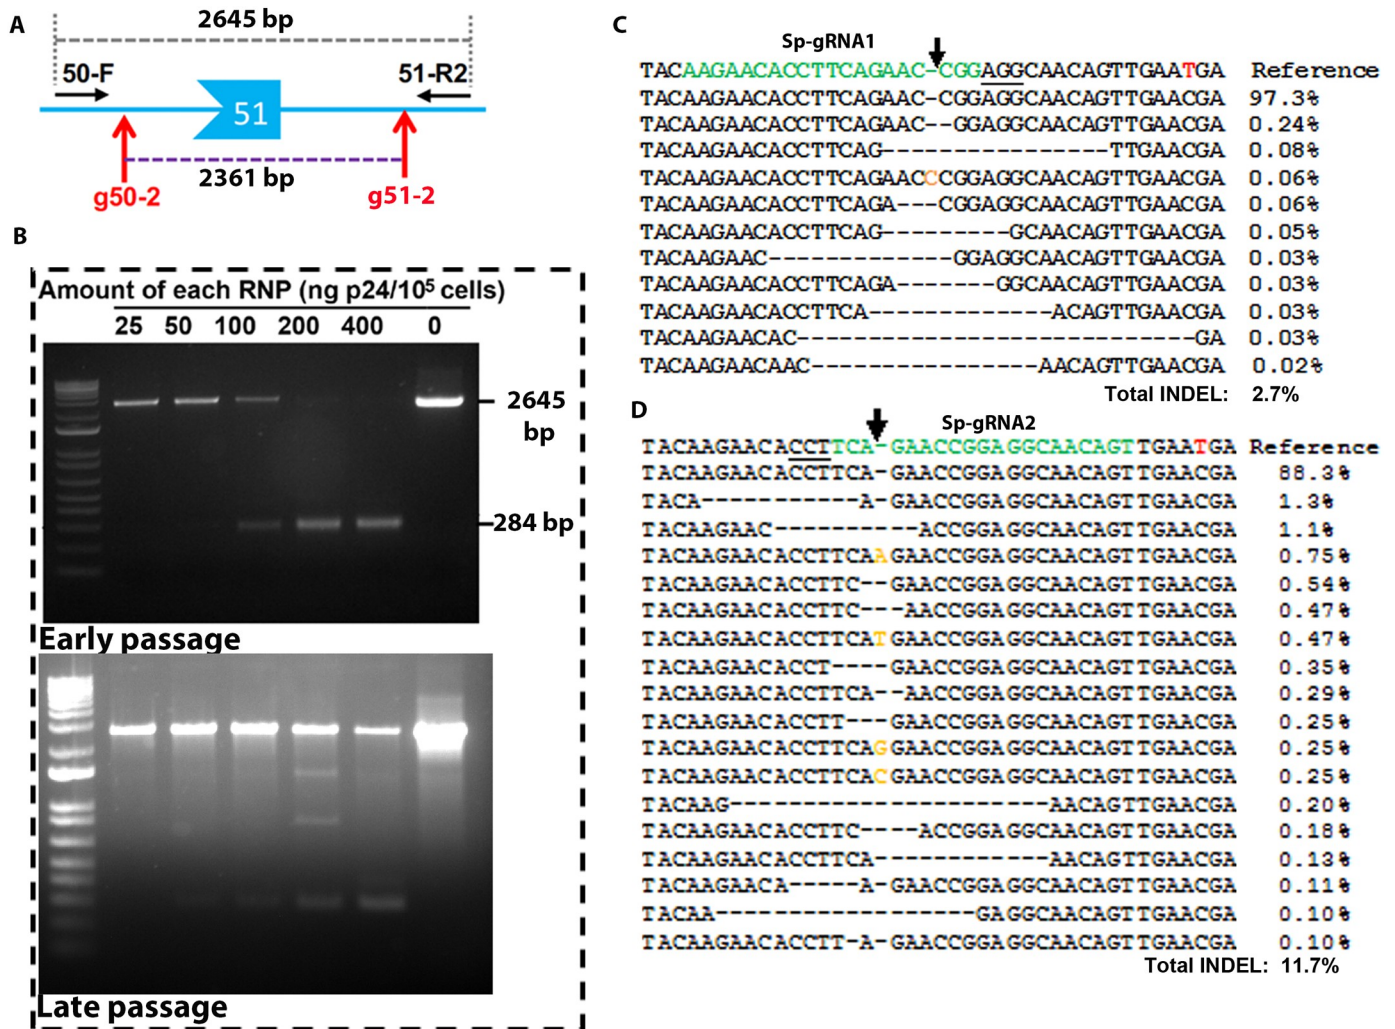 A
2645 bp
50-F
51-R2
51
2361 bp
g50-2
g51-2
B
Amount of each RNP (ng p24/10⁵ cells)
25 50 100 200 400 0
2645 bp
284 bp
Early passage
Late passage
C
Sp-gRNA1
TACAAGAACACCTTCAGAAC-CGGAGGCAACAGTTGAATGA Reference
TACAAGAACACCTTCAGAAC-CGGAGGCAACAGTTGAACGA 97.3%
TACAAGAACACCTTCAGAAC--GGAGGCAACAGTTGAACGA 0.24%
TACAAGAACACCTTCAG----------------TTGAACGA 0.08%
TACAAGAACACCTTCAGAACCCGGAGGCAACAGTTGAACGA 0.06%
TACAAGAACACCTTCAGA---CGGAGGCAACAGTTGAACGA 0.06%
TACAAGAACACCTTCAG---------GCAACAGTTGAACGA 0.05%
TACAAGAAC-------------GGAGGCAACAGTTGAACGA 0.03%
TACAAGAACACCTTCAGA-------GGCAACAGTTGAACGA 0.03%
TACAAGAACACCTTCA-------------ACAGTTGAACGA 0.03%
TACAAGAACAC----------------------------GA 0.03%
TACAAGAACAAC----------------AACAGTTGAACGA 0.02%
Total INDEL: 2.7%
D
Sp-gRNA2
TACAAGAACACCTTCA-GAACCGGAGGCAACAGTTGAATGA Reference
TACAAGAACACCTTCA-GAACCGGAGGCAACAGTTGAACGA 88.3%
TACA-----------A-GAACCGGAGGCAACAGTTGAACGA 1.3%
TACAAGAAC----------ACCGGAGGCAACAGTTGAACGA 1.1%
TACAAGAACACCTTCAAGAACCGGAGGCAACAGTTGAACGA 0.75%
TACAAGAACACCTTC--GAACCGGAGGCAACAGTTGAACGA 0.54%
TACAAGAACACCTTC---AACCGGAGGCAACAGTTGAACGA 0.47%
TACAAGAACACCTTCATGAACCGGAGGCAACAGTTGAACGA 0.47%
TACAAGAACACCT----GAACCGGAGGCAACAGTTGAACGA 0.35%
TACAAGAACACCTTCA--AACCGGAGGCAACAGTTGAACGA 0.29%
TACAAGAACACCTT---GAACCGGAGGCAACAGTTGAACGA 0.25%
TACAAGAACACCTTCAGGAACCGGAGGCAACAGTTGAACGA 0.25%
TACAAGAACACCTTCACGAACCGGAGGCAACAGTTGAACGA 0.25%
TACAAG----------------------AACAGTTGAACGA 0.20%
TACAAGAACACCTTC----ACCGGAGGCAACAGTTGAACGA 0.18%
TACAAGAACACCTTCA------------AACAGTTGAACGA 0.13%
TACAAGAACA-----A-GAACCGGAGGCAACAGTTGAACGA 0.11%
TACAA------------------GAGGCAACAGTTGAACGA 0.10%
TACAAGAACACCTT-A-GAACCGGAGGCAACAGTTGAACGA 0.10%
Total INDEL: 11.7%